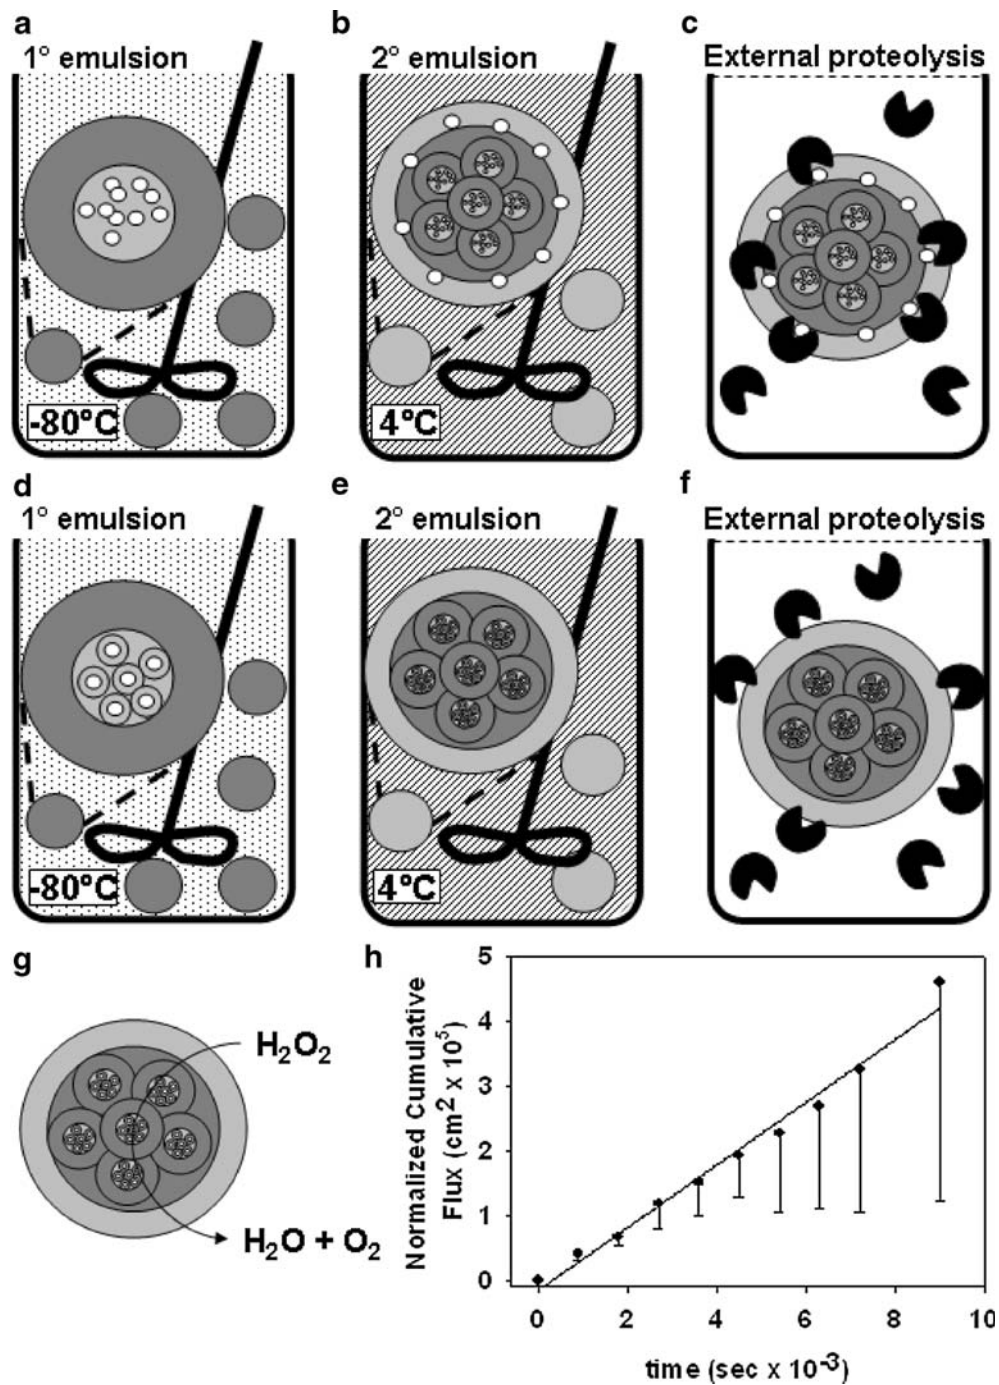 a
1° emulsion
-80°C
b
2° emulsion
4°C
c
External proteolysis
d
1° emulsion
-80°C
e
2° emulsion
4°C
f
External proteolysis
g
H₂O₂
H₂O + O₂
h
Normalized Cumulative
Flux (cm² x 10⁵)
5
4
3
2
1
0
0 2 4 6 8 10
time (sec x 10⁻³)